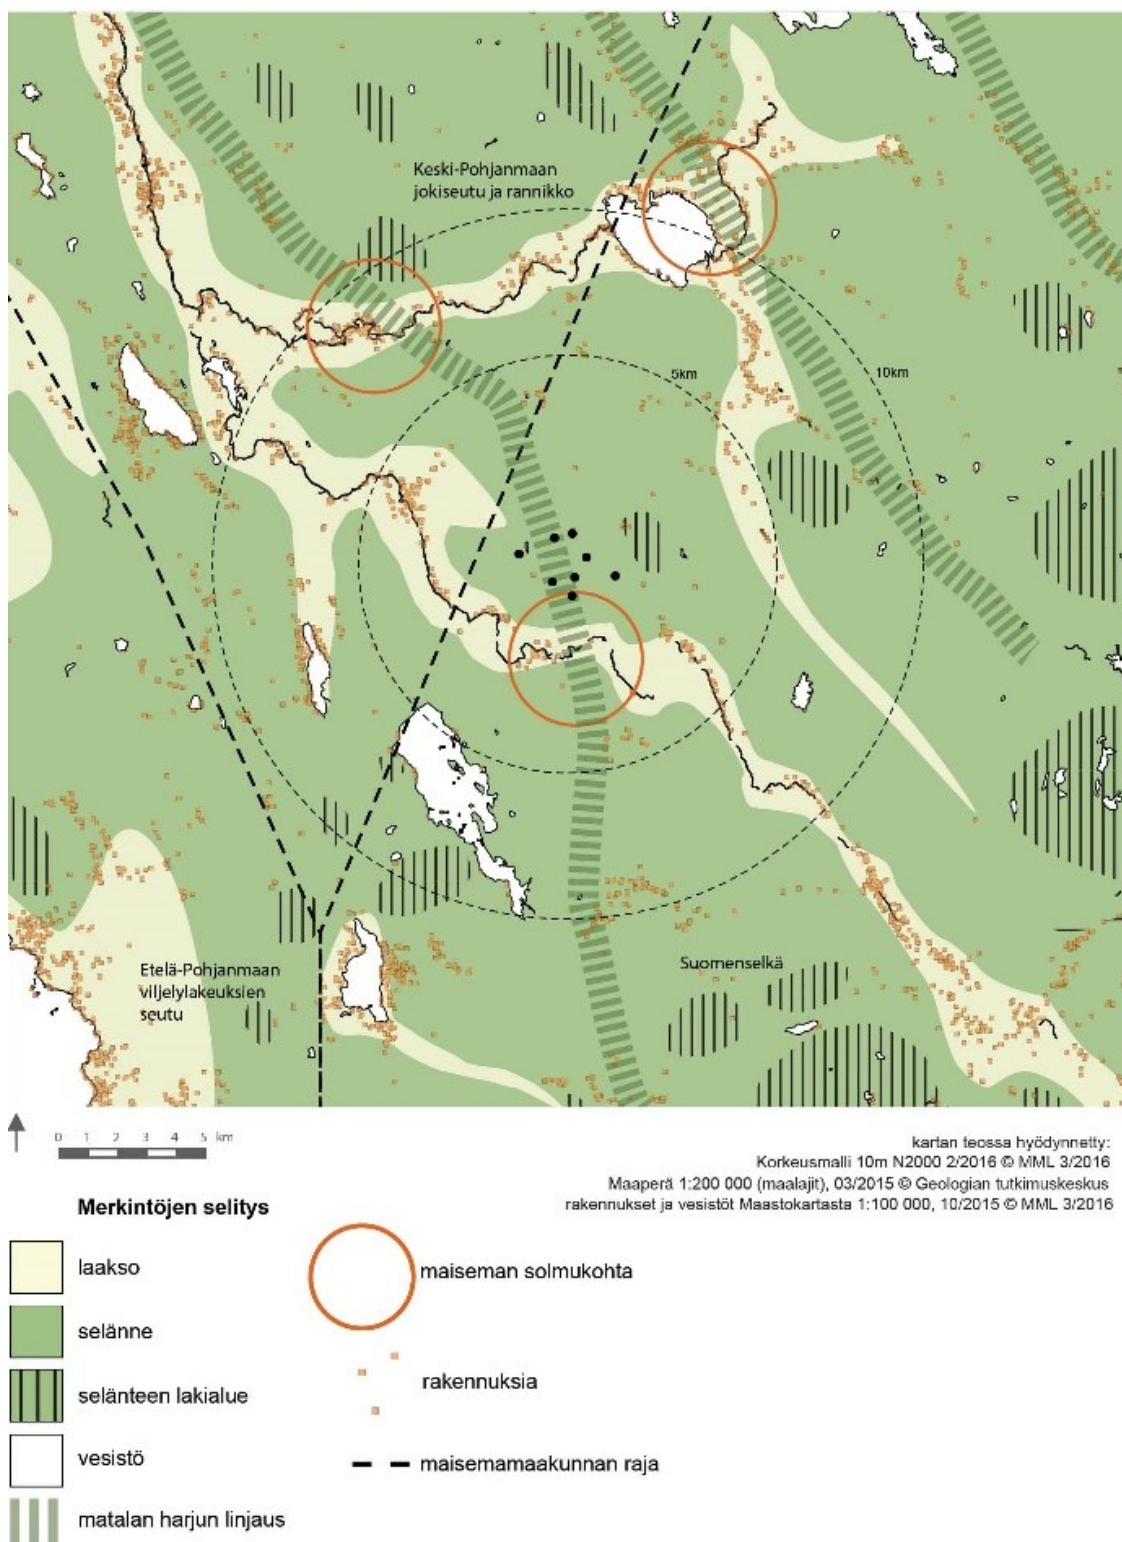 Keski-Pohjanmaan
jokiseutu ja rannikko
5km
10km
Etelä-Pohjanmaan
viljelylakeuksien
seutu
Suomenselkä
0 1 2 3 4 5 km
kartan teossa hyödynnetty:
Korkeusmalli 10m N2000 2/2016 © MML 3/2016
Maaperä 1:200 000 (maalajit), 03/2015 © Geologian tutkimuskeskus
rakennukset ja vesistöt Maastokartasta 1:100 000, 10/2015 © MML 3/2016
Merkintöjen selitys
laakso
selänne
selänteen lakialue
vesistö
matalan harjun linjaus
maiseman solmukohta
rakennuksia
maisemamaakunnan raja